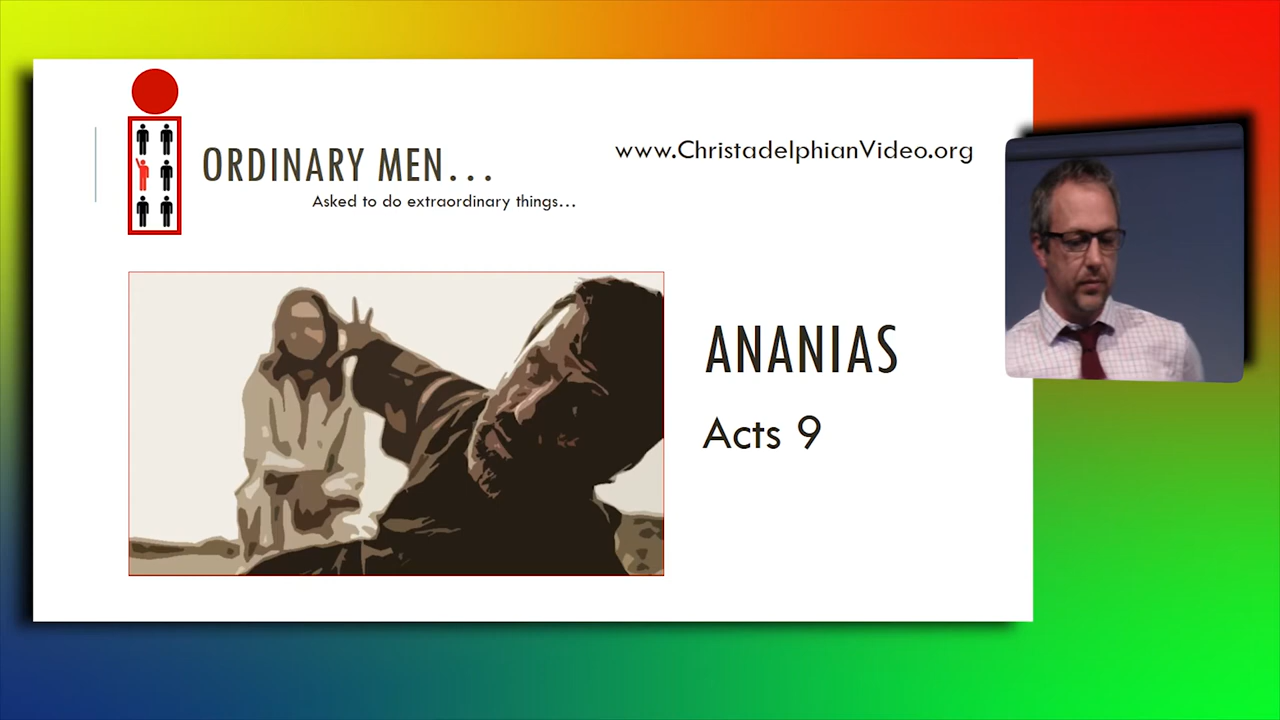 ORDINARY MEN...
Asked to do extraordinary things...
www.ChristadelphianVideo.org
ANANIAS
Acts 9